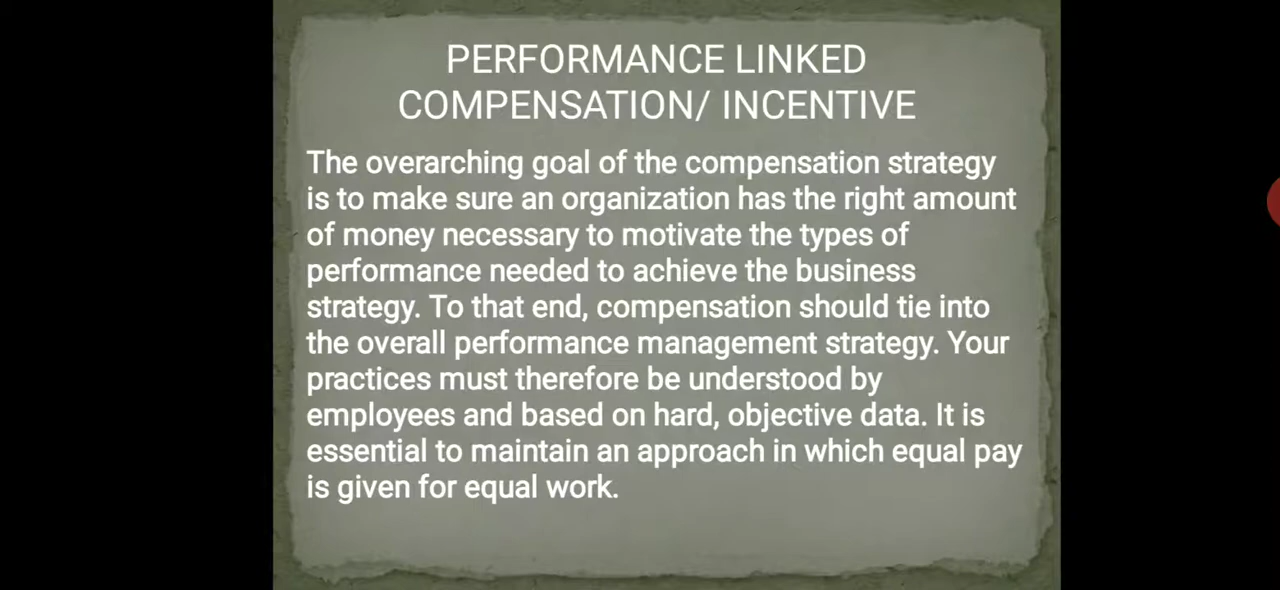 PERFORMANCE LINKED
COMPENSATION/ INCENTIVE
The overarching goal of the compensation strategy
is to make sure an organization has the right amount
of money necessary to motivate the types of
performance needed to achieve the business
strategy. To that end, compensation should tie into
the overall performance management strategy. Your
practices must therefore be understood by
employees and based on hard, objective data. It is
essential to maintain an approach in which equal pay
is given for equal work.